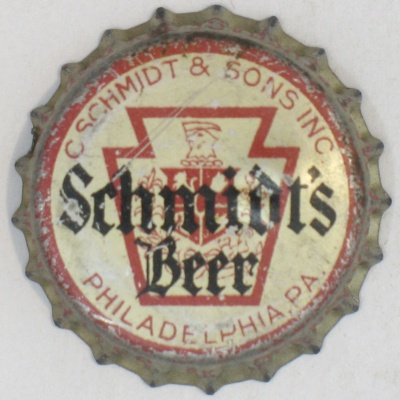 C. SCHMIDT & SONS INC.
Schmidt's
Beer
PHILADELPHIA, PA.